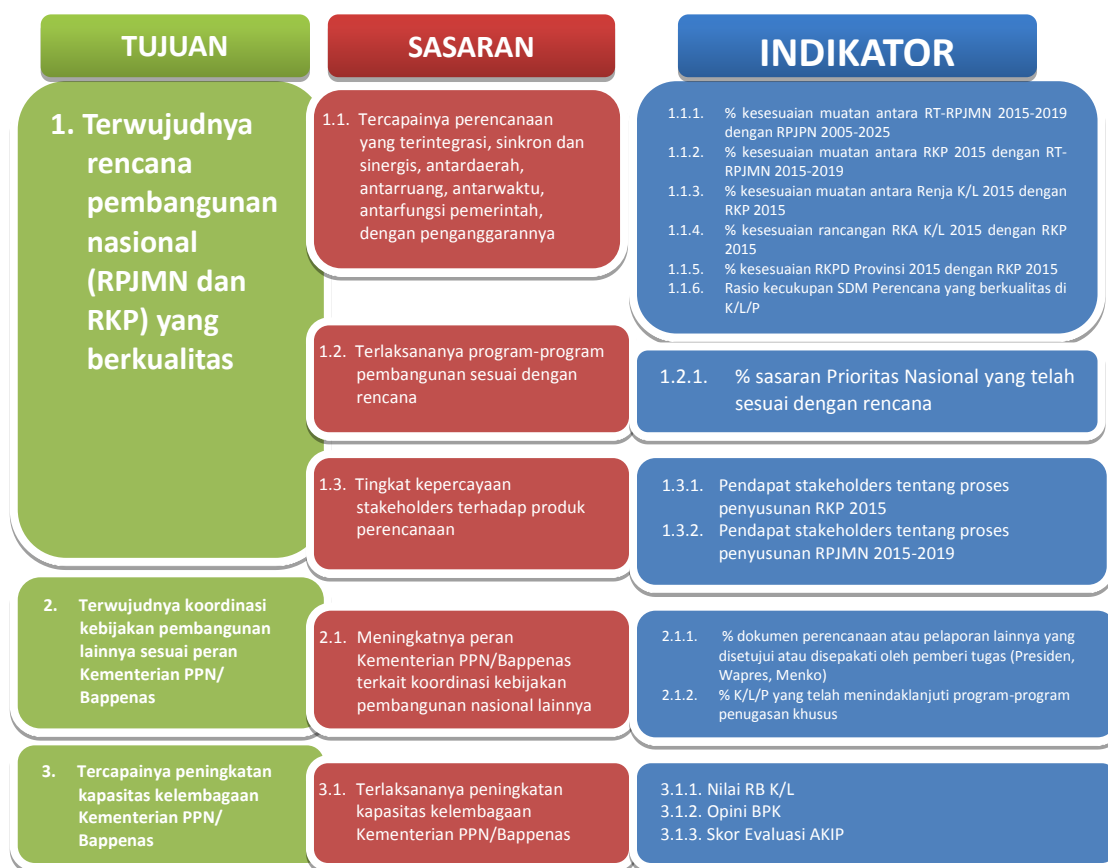 TUJUAN
SASARAN
INDIKATOR
1. Terwujudnya
rencana
pembangunan
nasional
(RPJMN dan
RKP) yang
berkualitas
1.1. Tercapainya perencanaan
yang terintegrasi, sinkron dan
sinergis, antardaerah,
antarruang, antarwaktu,
antarfungsi pemerintah,
dengan penganggarannya
1.1.1. % kesesuaian muatan antara RT-RPJMN 2015-2019
dengan RPJPN 2005-2025
1.1.2. % kesesuaian muatan antara RKP 2015 dengan RT-
RPJMN 2015-2019
1.1.3. % kesesuaian muatan antara Renja K/L 2015 dengan
RKP 2015
1.1.4. % kesesuaian rancangan RKA K/L 2015 dengan RKP
2015
1.1.5. % kesesuaian RKPD Provinsi 2015 dengan RKP 2015
1.1.6. Rasio kecukupan SDM Perencana yang berkualitas di
K/L/P
1.2. Terlaksananya program-program
pembangunan sesuai dengan
rencana
1.2.1. % sasaran Prioritas Nasional yang telah
sesuai dengan rencana
1.3. Tingkat kepercayaan
stakeholders terhadap produk
perencanaan
1.3.1. Pendapat stakeholders tentang proses
penyusunan RKP 2015
1.3.2. Pendapat stakeholders tentang proses
penyusunan RPJMN 2015-2019
2. Terwujudnya koordinasi
kebijakan pembangunan
lainnya sesuai peran
Kementerian PPN/
Bappenas
2.1. Meningkatnya peran
Kementerian PPN/Bappenas
terkait koordinasi kebijakan
pembangunan nasional lainnya
2.1.1. % dokumen perencanaan atau pelaporan lainnya yang
disetujui atau disepakati oleh pemberi tugas (Presiden,
Wapres, Menko)
2.1.2. % K/L/P yang telah menindaklanjuti program-program
penugasan khusus
3. Tercapainya peningkatan
kapasitas kelembagaan
Kementerian PPN/
Bappenas
3.1. Terlaksananya peningkatan
kapasitas kelembagaan
Kementerian PPN/Bappenas
3.1.1. Nilai RB K/L
3.1.2. Opini BPK
3.1.3. Skor Evaluasi AKIP